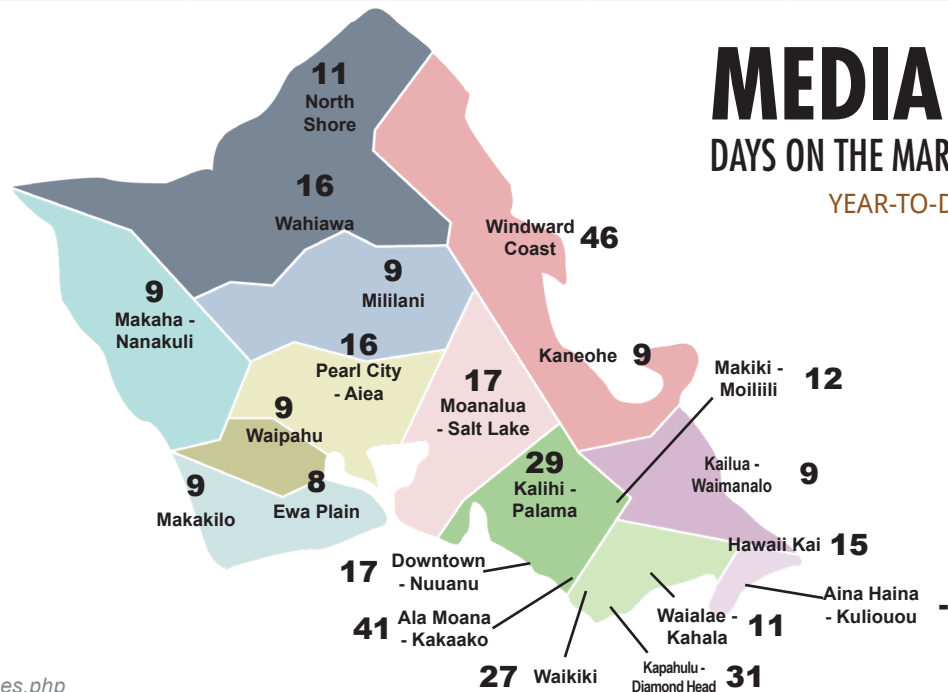 MEDIA
DAYS ON THE MAR
YEAR-TO-D
11
North
Shore
16
Wahiawa
Windward
Coast 46
9
Mililani
9
Makaha -
Nanakuli
16
Pearl City
- Aiea
Kaneohe 9
17
Moanalua
- Salt Lake
Makiki -
Moiliili 12
9
Waipahu
29
Kalihi -
Palama
Kailua -
Waimanalo 9
9
Makakilo
8
Ewa Plain
Hawaii Kai 15
17 Downtown
- Nuuanu
Aina Haina
- Kuliouou -
41 Ala Moana
- Kakaako
Waialae -
Kahala 11
27 Waikiki
Kapahulu -
Diamond Head 31
es.php